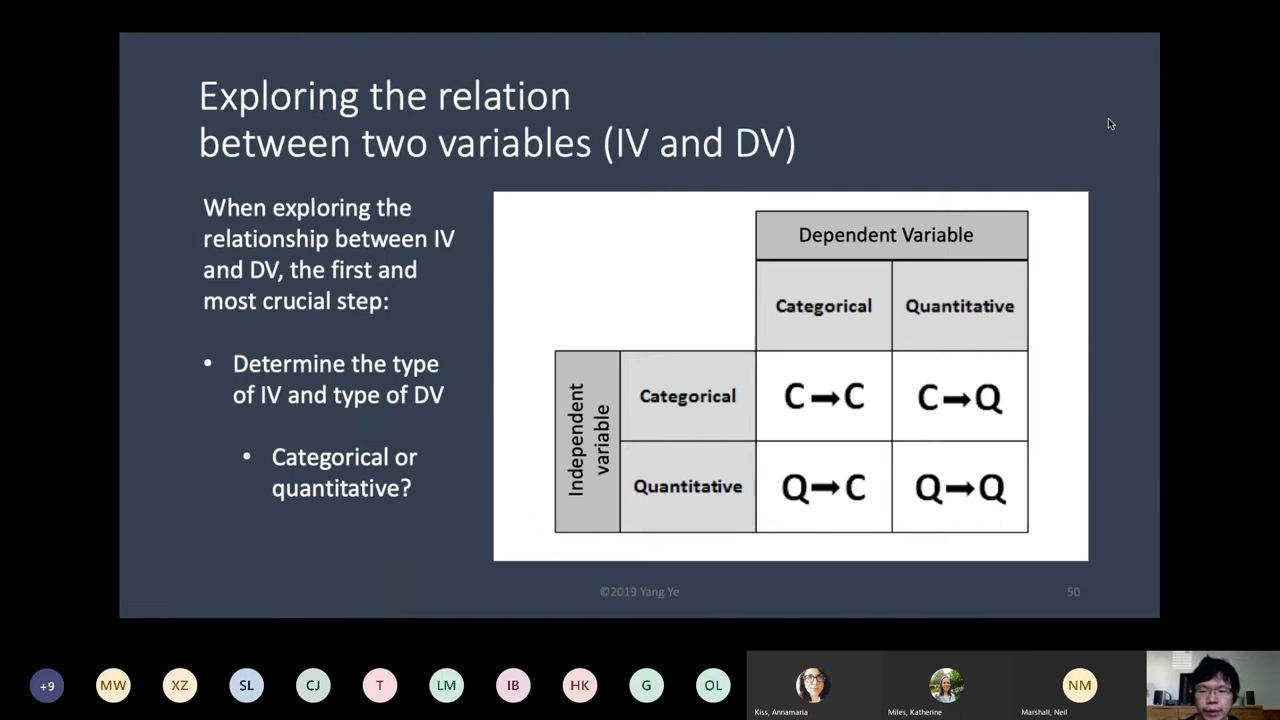 Exploring the relation
between two variables (IV and DV)
When exploring the
relationship between IV
and DV, the first and
most crucial step:
• Determine the type
of IV and type of DV
• Categorical or
quantitative?
Dependent Variable
Categorical
Quantitative
Independent
variable
Categorical
C→C
C→Q
Quantitative
Q→C
Q→Q
©2019 Yang Ye
50
+9
MW
XZ
SL
CJ
T
LM
IB
HK
G
OL
Kiss, Annamaria
Miles, Katherine
NM
Marshall, Neil